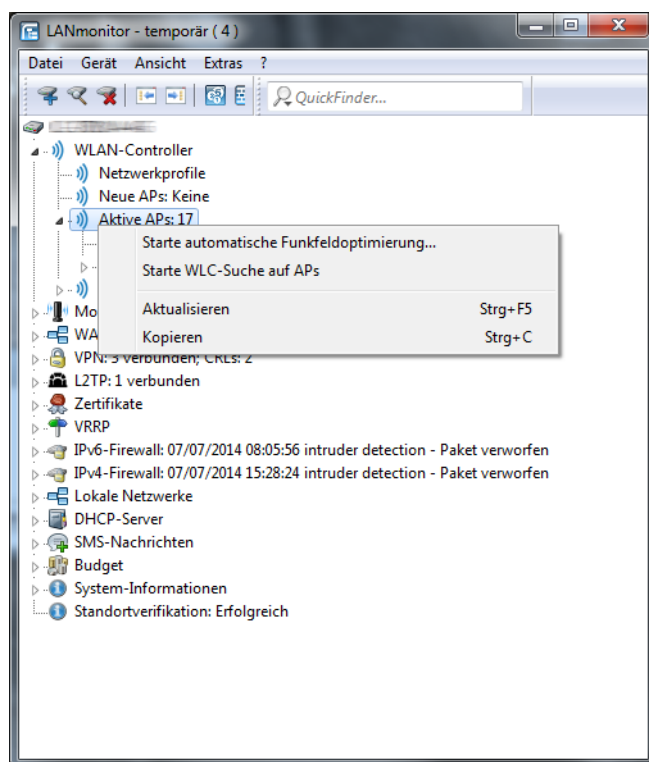 LANmonitor - temporär ( 4 )
Datei Gerät Ansicht Extras ?
QuickFinder...
WLAN-Controller
Netzwerkprofile
Neue APs: Keine
Aktive APs: 17
Starte automatische Funkfeldoptimierung...
Starte WLC-Suche auf APs
Aktualisieren Strg+F5
Kopieren Strg+C
Mo
WA
VPN: 3 verbunden; CRLs: 2
L2TP: 1 verbunden
Zertifikate
VRRP
IPv6-Firewall: 07/07/2014 08:05:56 intruder detection - Paket verworfen
IPv4-Firewall: 07/07/2014 15:28:24 intruder detection - Paket verworfen
Lokale Netzwerke
DHCP-Server
SMS-Nachrichten
Budget
System-Informationen
Standortverifikation: Erfolgreich